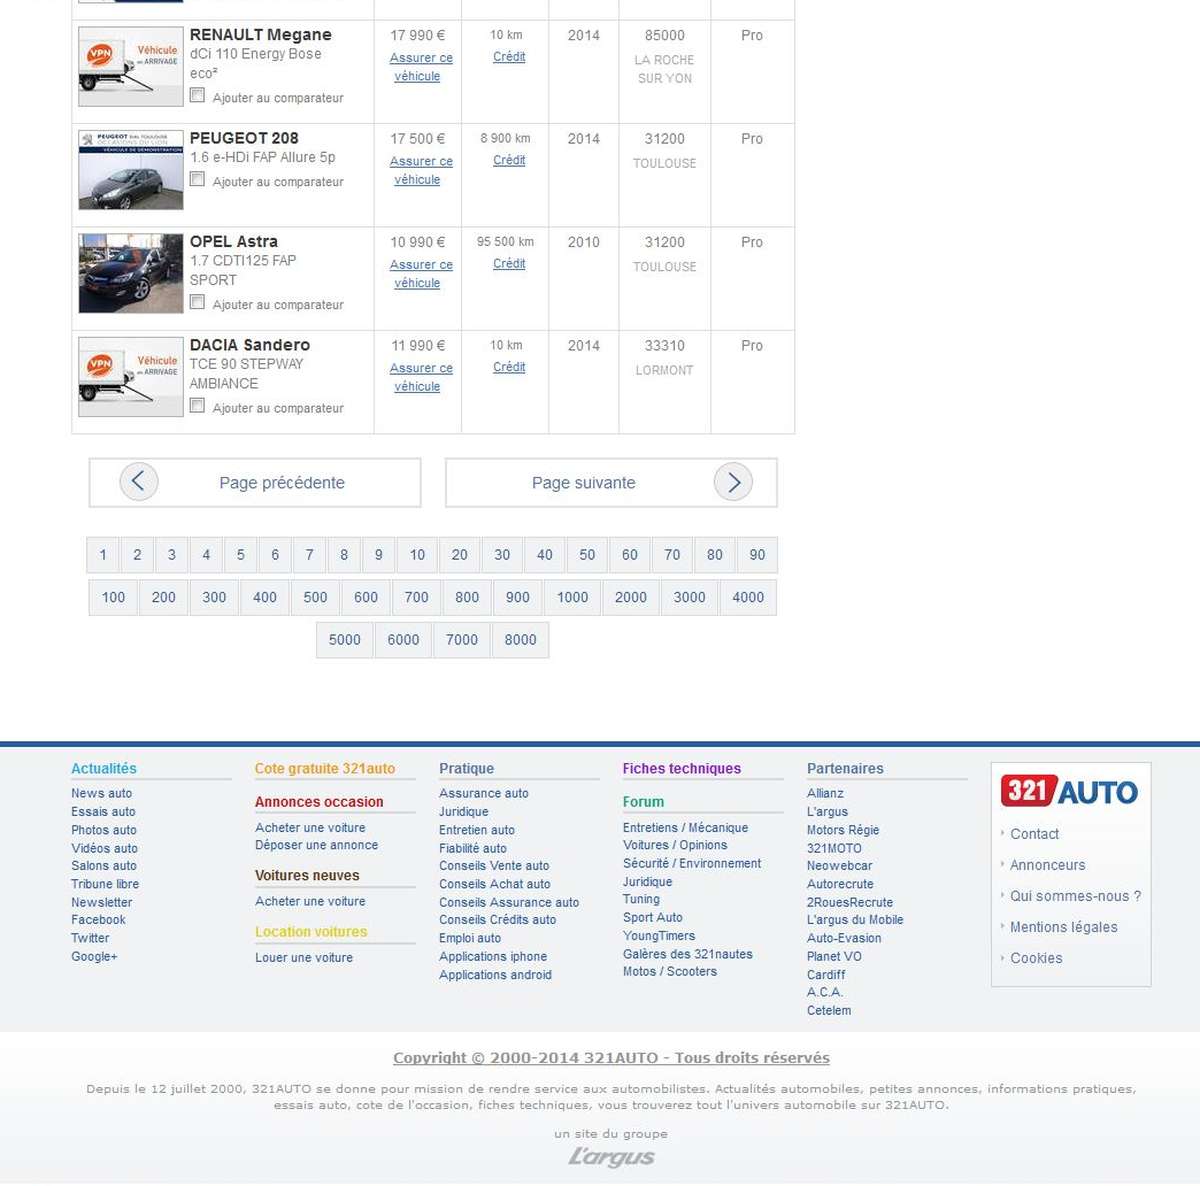 RENAULT Megane
dCi 110 Energy Bose
eco²
Ajouter au comparateur
17 990 €
Assurer ce
véhicule
10 km
Crédit
2014
85000
LA ROCHE
SUR YON
Pro
VPN
Véhicule
en ARRIVAGE
PEUGEOT 208
1.6 e-HDi FAP Allure 5p
Ajouter au comparateur
17 500 €
Assurer ce
véhicule
8 900 km
Crédit
2014
31200
TOULOUSE
Pro
PEUGEOT
VÉHICULE DE DÉMONSTRATION
OPEL Astra
1.7 CDTI125 FAP
SPORT
Ajouter au comparateur
10 990 €
Assurer ce
véhicule
95 500 km
Crédit
2010
31200
TOULOUSE
Pro
DACIA Sandero
TCE 90 STEPWAY
AMBIANCE
Ajouter au comparateur
11 990 €
Assurer ce
véhicule
10 km
Crédit
2014
33310
LORMONT
Pro
VPN
Véhicule
en ARRIVAGE
Page précédente
Page suivante
1 2 3 4 5 6 7 8 9 10 20 30 40 50 60 70 80 90
100 200 300 400 500 600 700 800 900 1000 2000 3000 4000
5000 6000 7000 8000
Actualités
News auto
Essais auto
Photos auto
Vidéos auto
Salons auto
Tribune libre
Newsletter
Facebook
Twitter
Google+
Cote gratuite 321auto
Annonces occasion
Acheter une voiture
Déposer une annonce
Voitures neuves
Acheter une voiture
Location voitures
Louer une voiture
Pratique
Assurance auto
Juridique
Entretien auto
Fiabilité auto
Conseils Vente auto
Conseils Achat auto
Conseils Assurance auto
Conseils Crédits auto
Emploi auto
Applications iphone
Applications android
Fiches techniques
Forum
Entretiens / Mécanique
Voitures / Opinions
Sécurité / Environnement
Juridique
Tuning
Sport Auto
YoungTimers
Galères des 321nautes
Motos / Scooters
Partenaires
Allianz
L'argus
Motors Régie
321MOTO
Neowebcar
Autorecrute
2RouesRecrute
L'argus du Mobile
Auto-Evasion
Planet VO
Cardiff
A.C.A.
Cetelem
321 AUTO
Contact
Annonceurs
Qui sommes-nous ?
Mentions légales
Cookies
Copyright © 2000-2014 321AUTO - Tous droits réservés
Depuis le 12 juillet 2000, 321AUTO se donne pour mission de rendre service aux automobilistes. Actualités automobiles, petites annonces, informations pratiques,
essais auto, cote de l'occasion, fiches techniques, vous trouverez tout l'univers automobile sur 321AUTO.
un site du groupe
L'argus